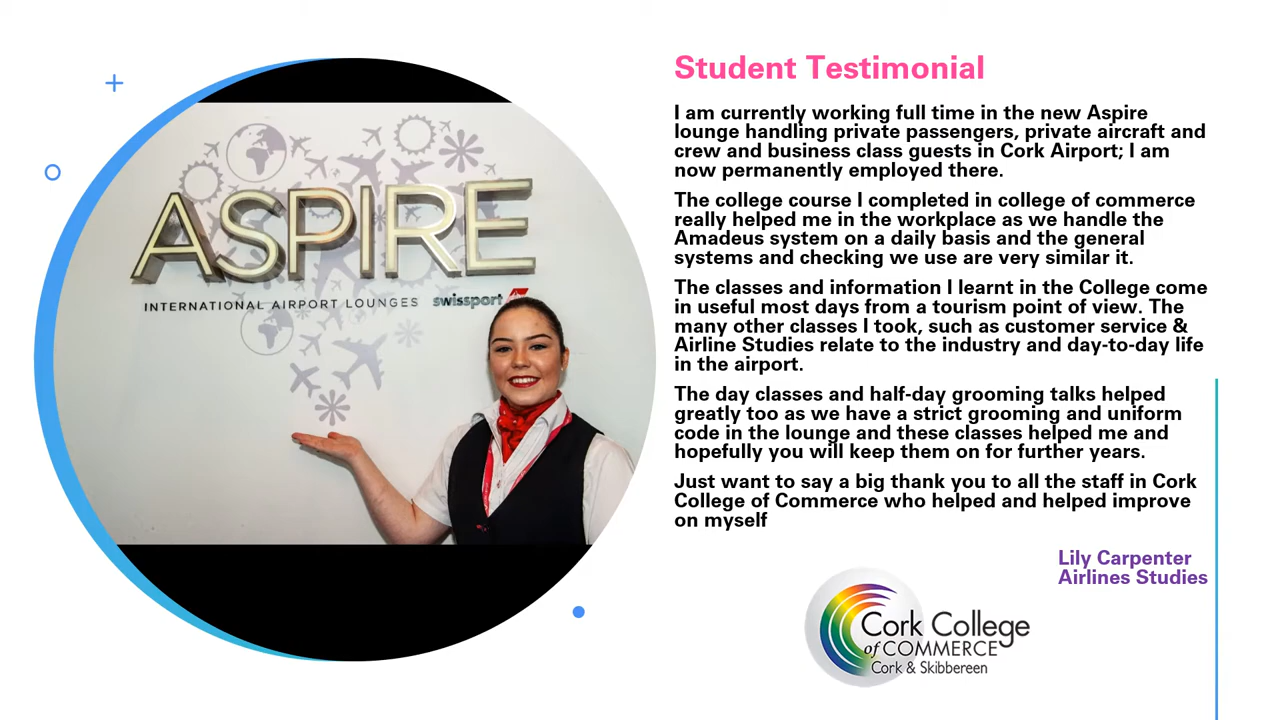 ASPIRE
INTERNATIONAL AIRPORT LOUNGES swissport
Student Testimonial
I am currently working full time in the new Aspire
lounge handling private passengers, private aircraft and
crew and business class guests in Cork Airport; I am
now permanently employed there.
The college course I completed in college of commerce
really helped me in the workplace as we handle the
Amadeus system on a daily basis and the general
systems and checking we use are very similar it.
The classes and information I learnt in the College come
in useful most days from a tourism point of view. The
many other classes I took, such as customer service &
Airline Studies relate to the industry and day-to-day life
in the airport.
The day classes and half-day grooming talks helped
greatly too as we have a strict grooming and uniform
code in the lounge and these classes helped me and
hopefully you will keep them on for further years.
Just want to say a big thank you to all the staff in Cork
College of Commerce who helped and helped improve
on myself
Lily Carpenter
Airlines Studies
Cork College
of COMMERCE
Cork & Skibbereen